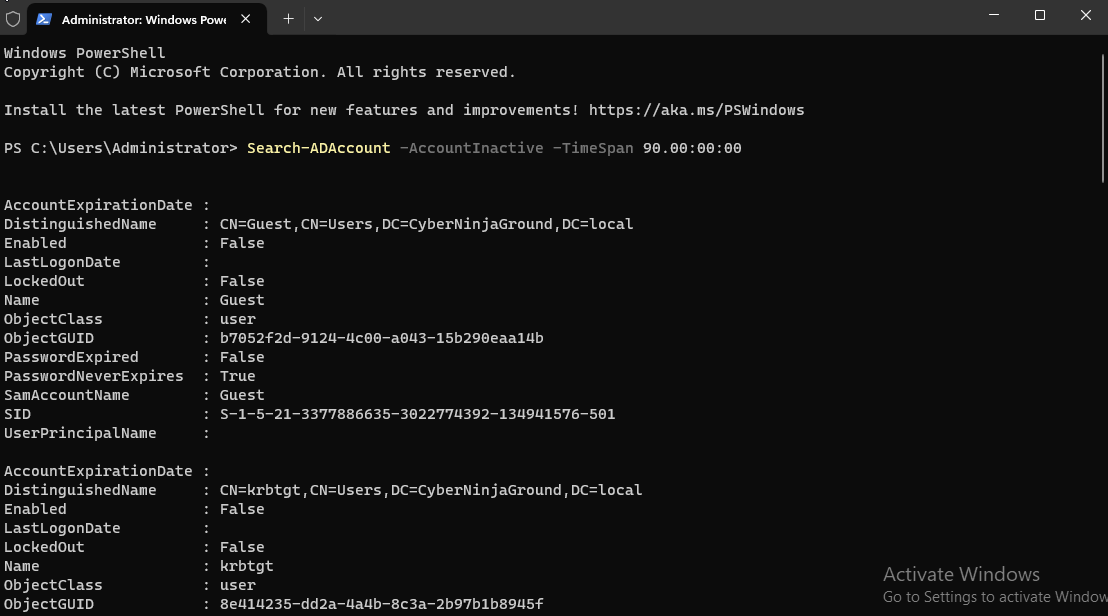 Administrator: Windows Powe
Windows PowerShell
Copyright (C) Microsoft Corporation. All rights reserved.
Install the latest PowerShell for new features and improvements! https://aka.ms/PSWindows
PS C:\Users\Administrator> Search-ADAccount -AccountInactive -TimeSpan 90.00:00:00
AccountExpirationDate :
DistinguishedName     : CN=Guest,CN=Users,DC=CyberNinjaGround,DC=local
Enabled               : False
LastLogonDate         :
LockedOut             : False
Name                  : Guest
ObjectClass           : user
ObjectGUID            : b7052f2d-9124-4c00-a043-15b290eaa14b
PasswordExpired       : False
PasswordNeverExpires  : True
SamAccountName        : Guest
SID                   : S-1-5-21-3377886635-3022774392-134941576-501
UserPrincipalName     :
AccountExpirationDate :
DistinguishedName     : CN=krbtgt,CN=Users,DC=CyberNinjaGround,DC=local
Enabled               : False
LastLogonDate         :
LockedOut             : False
Name                  : krbtgt
ObjectClass           : user
ObjectGUID            : 8e414235-dd2a-4a4b-8c3a-2b97b1b8945f
Activate Windows
Go to Settings to activate Window